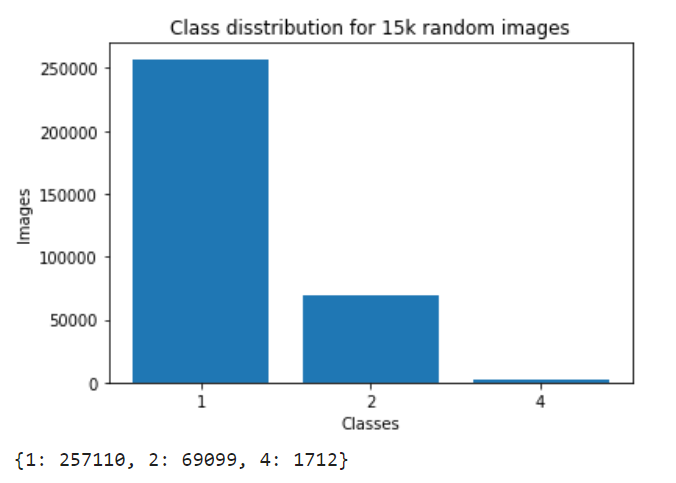 Class disstribution for 15k random images
250000
200000
150000
100000
50000
0
Images
1 2 4
Classes
{1: 257110, 2: 69099, 4: 1712}